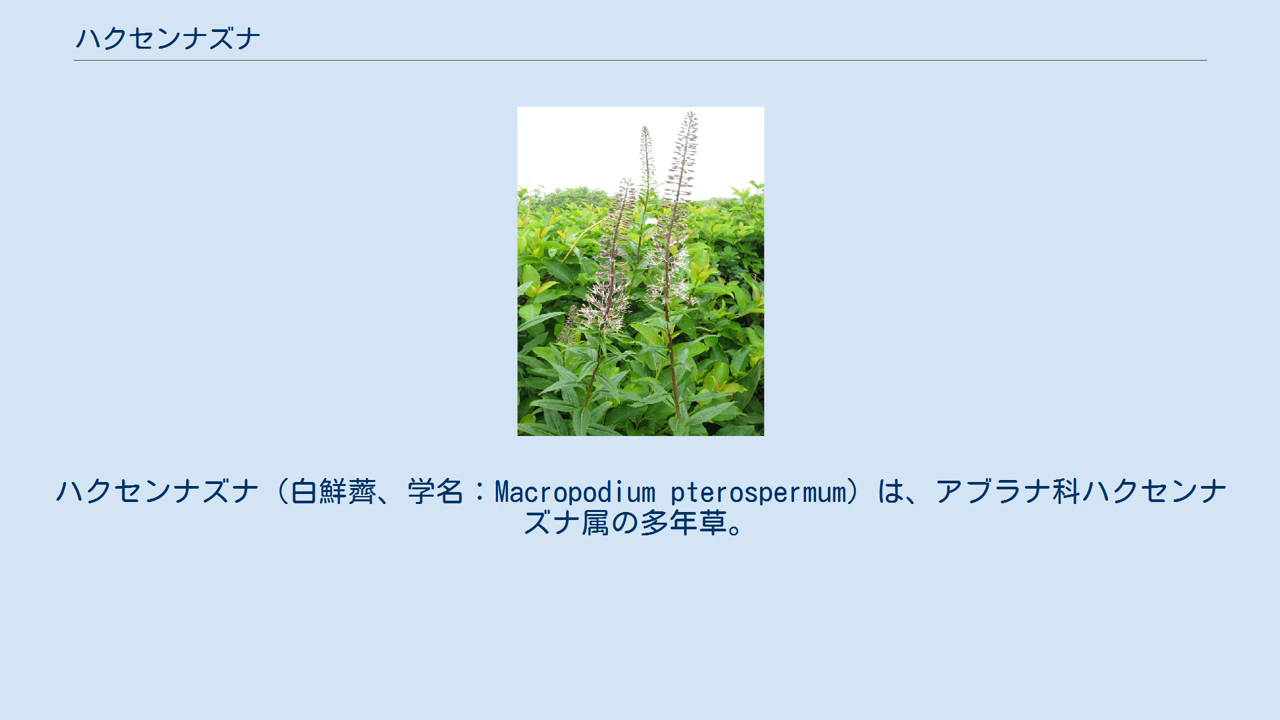 ハクセンナズナ
ハクセンナズナ（白鮮薺、学名：Macropodium pterospermum）は、アブラナ科ハクセンナ
ズナ属の多年草。